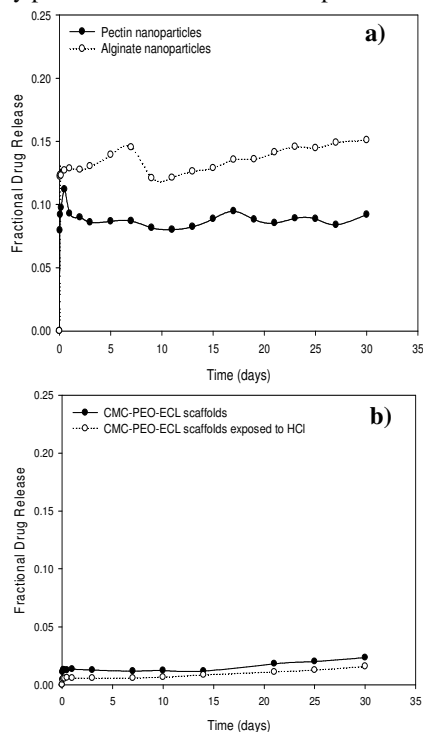 a)
Pectin nanoparticles
Alginate nanoparticles
0.25
0.20
0.15
0.10
0.05
0.00
Fractional Drug Release
0 5 10 15 20 25 30 35
Time (days)
b)
CMC-PEO-ECL scaffolds
CMC-PEO-ECL scaffolds exposed to HCl
0.25
0.20
0.15
0.10
0.05
0.00
Fractional Drug Release
0 5 10 15 20 25 30 35
Time (days)